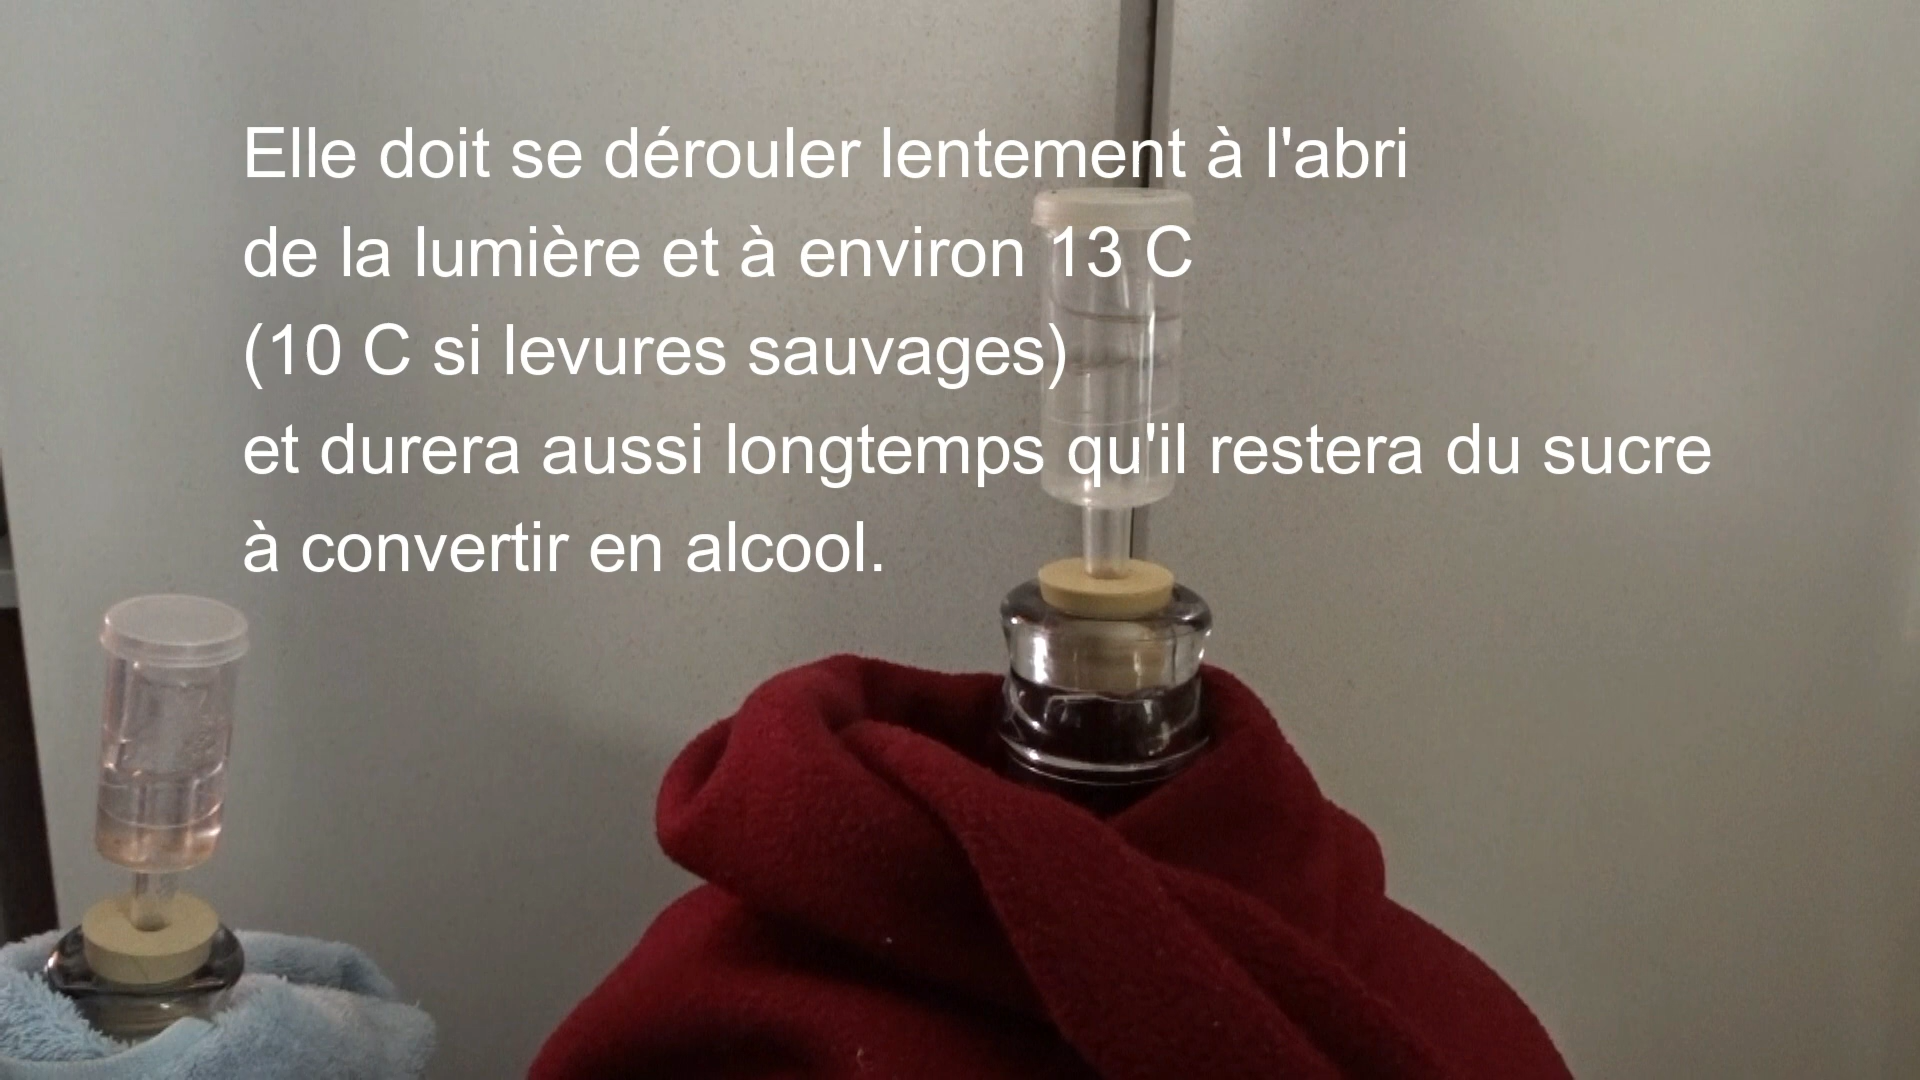 Elle doit se dérouler lentement à l'abri
de la lumière et à environ 13 C
(10 C si levures sauvages)
et durera aussi longtemps qu'il restera du sucre
à convertir en alcool.